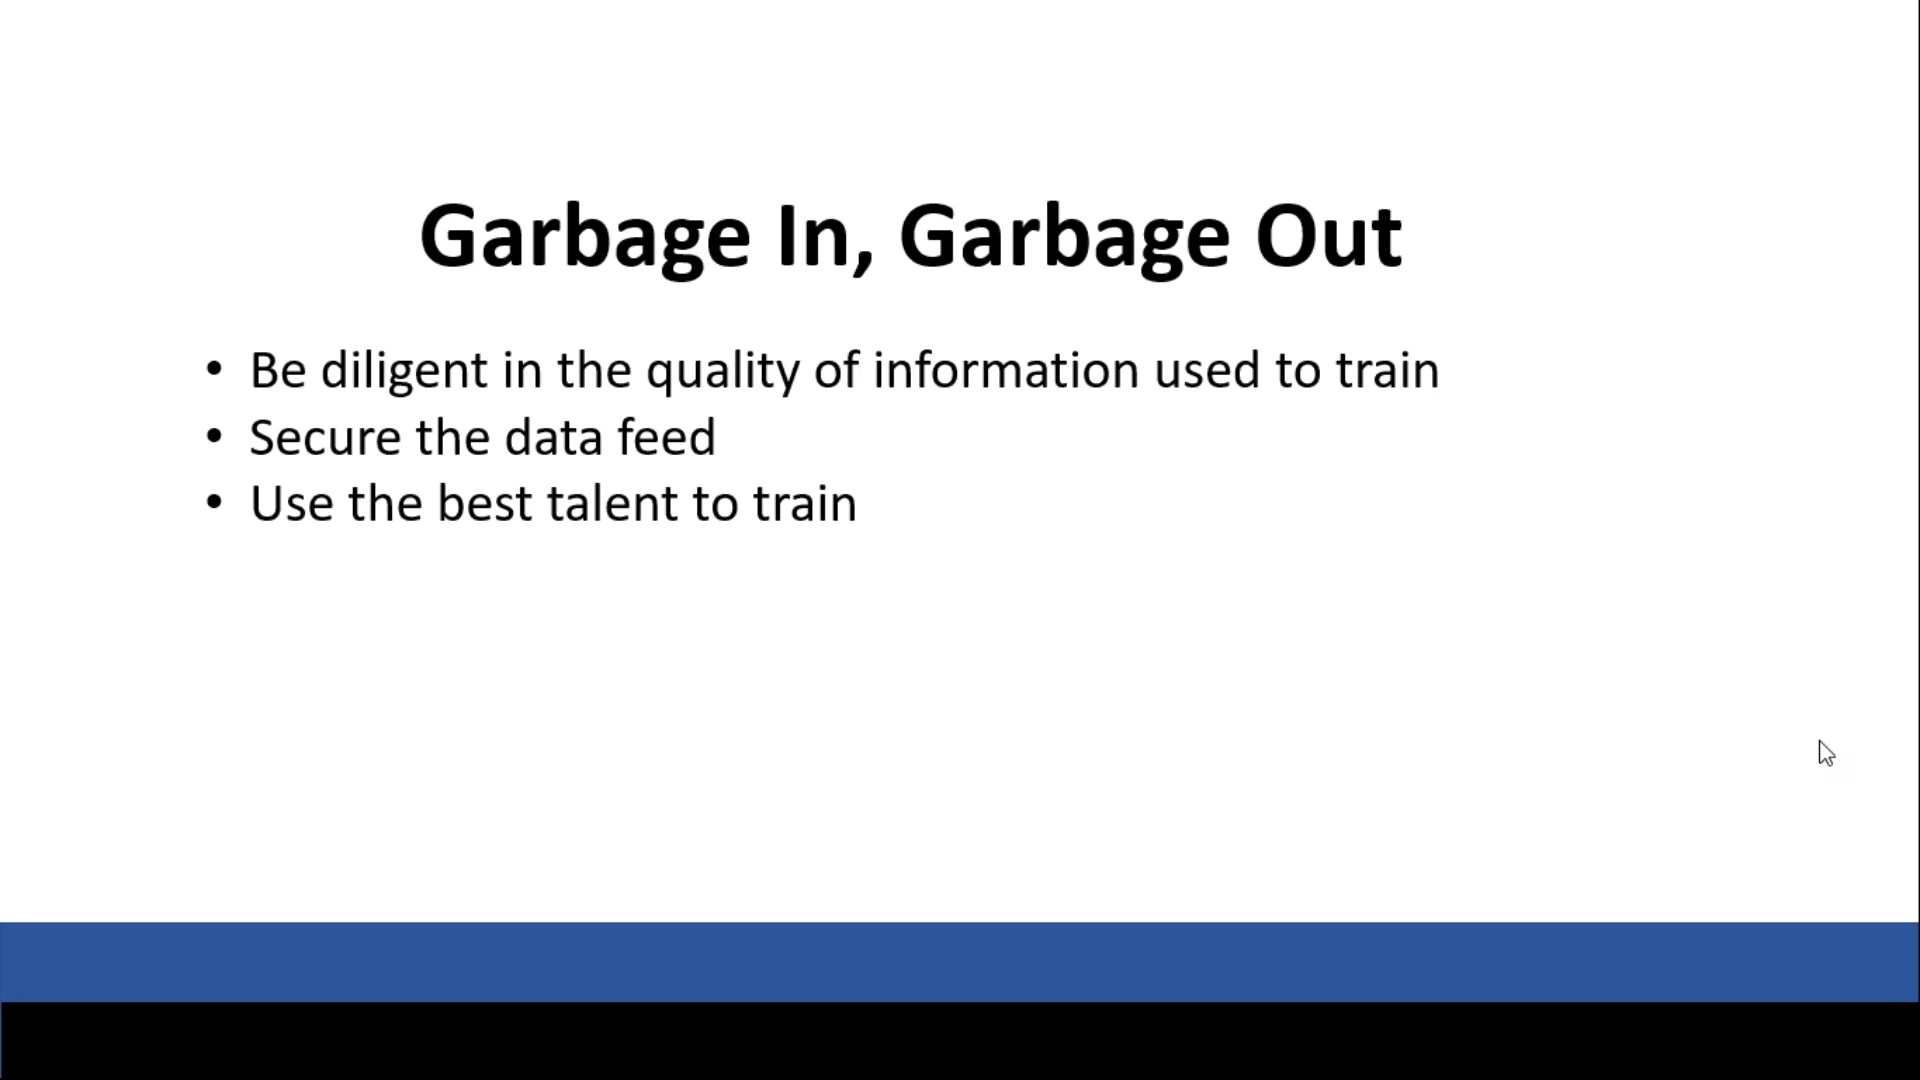 Garbage In, Garbage Out
• Be diligent in the quality of information used to train
• Secure the data feed
• Use the best talent to train